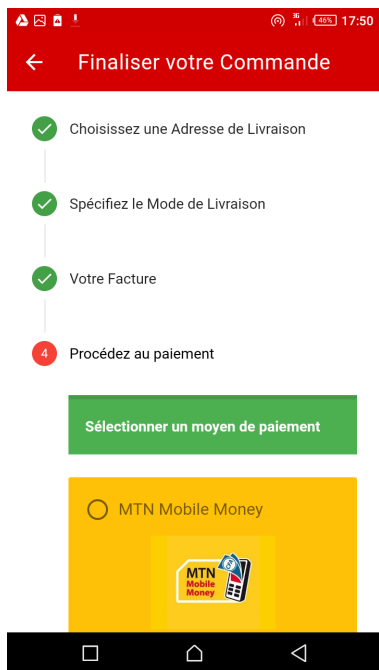 3G
46%
17:50
Finaliser votre Commande
Choisissez une Adresse de Livraison
Spécifiez le Mode de Livraison
Votre Facture
4
Procédez au paiement
Sélectionner un moyen de paiement
MTN Mobile Money
MTN
Mobile
Money